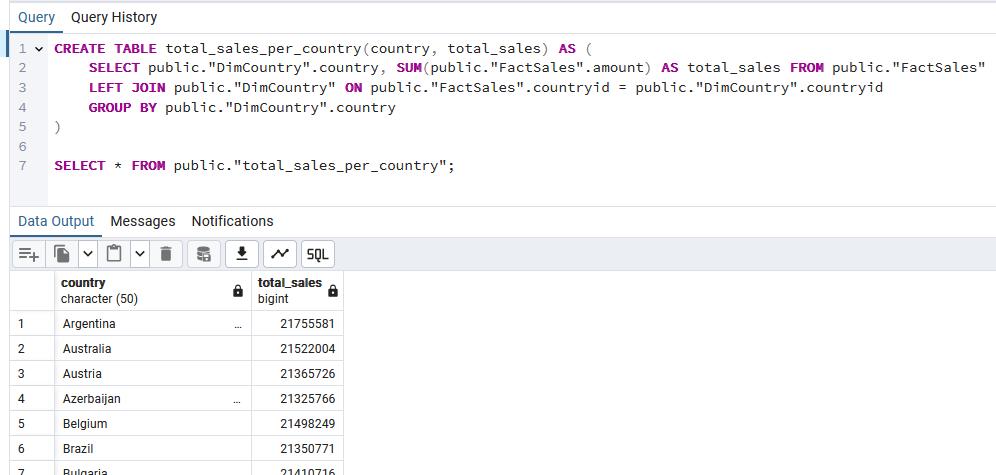 Query Query History
1 CREATE TABLE total_sales_per_country(country, total_sales) AS (
2 SELECT public."DimCountry".country, SUM(public."FactSales".amount) AS total_sales FROM public."FactSales"
3 LEFT JOIN public."DimCountry" ON public."FactSales".countryid = public."DimCountry".countryid
4 GROUP BY public."DimCountry".country
5 )
6
7 SELECT * FROM public."total_sales_per_country";
Data Output Messages Notifications
SQL
country total_sales
character (50) bigint
1 Argentina ... 21755581
2 Australia 21522004
3 Austria 21365726
4 Azerbaijan ... 21325766
5 Belgium 21498249
6 Brazil 21350771
7 Bulgaria 21410716